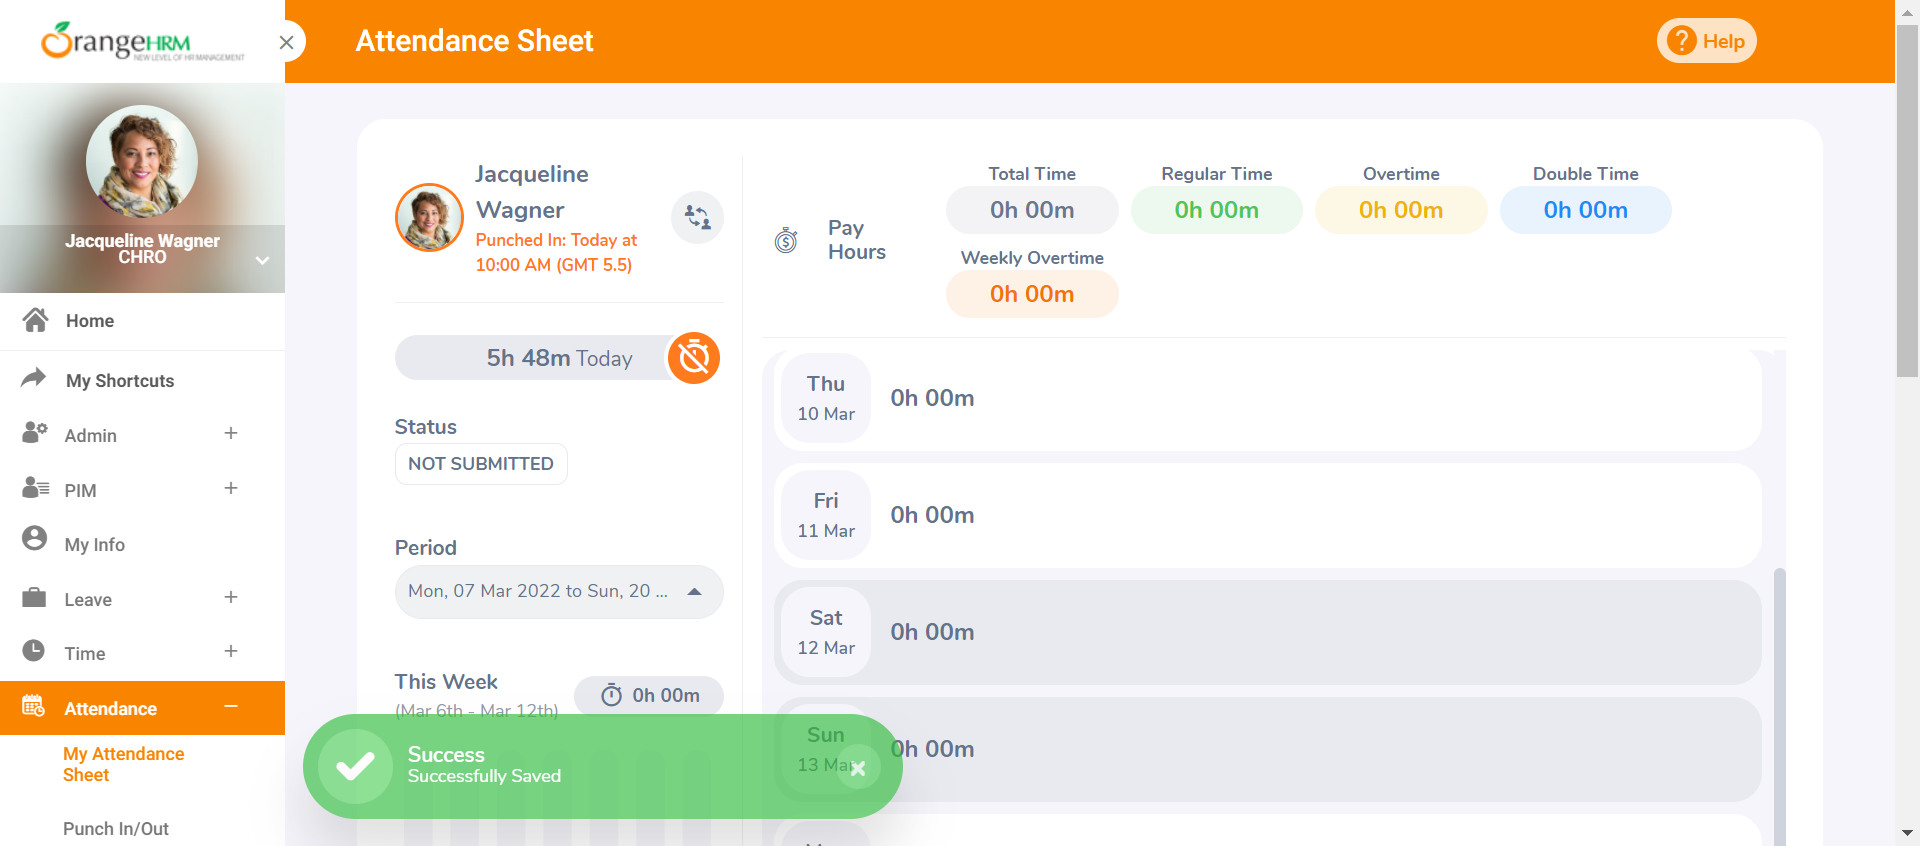 OrangeHRM
NEW LEVEL OF HR MANAGEMENT
Attendance Sheet
? Help
Jacqueline Wagner
CHRO
Home
My Shortcuts
Admin
PIM
My Info
Leave
Time
Attendance
My Attendance
Sheet
Punch In/Out
Jacqueline
Wagner
Punched In: Today at
10:00 AM (GMT 5.5)
5h 48m Today
Status
NOT SUBMITTED
Period
Mon, 07 Mar 2022 to Sun, 20 ...
This Week
(Mar 6th - Mar 12th)
0h 00m
Pay
Hours
Total Time
0h 00m
Regular Time
0h 00m
Overtime
0h 00m
Double Time
0h 00m
Weekly Overtime
0h 00m
Thu
10 Mar
0h 00m
Fri
11 Mar
0h 00m
Sat
12 Mar
0h 00m
Sun
13 Mar
0h 00m
Success
Successfully Saved